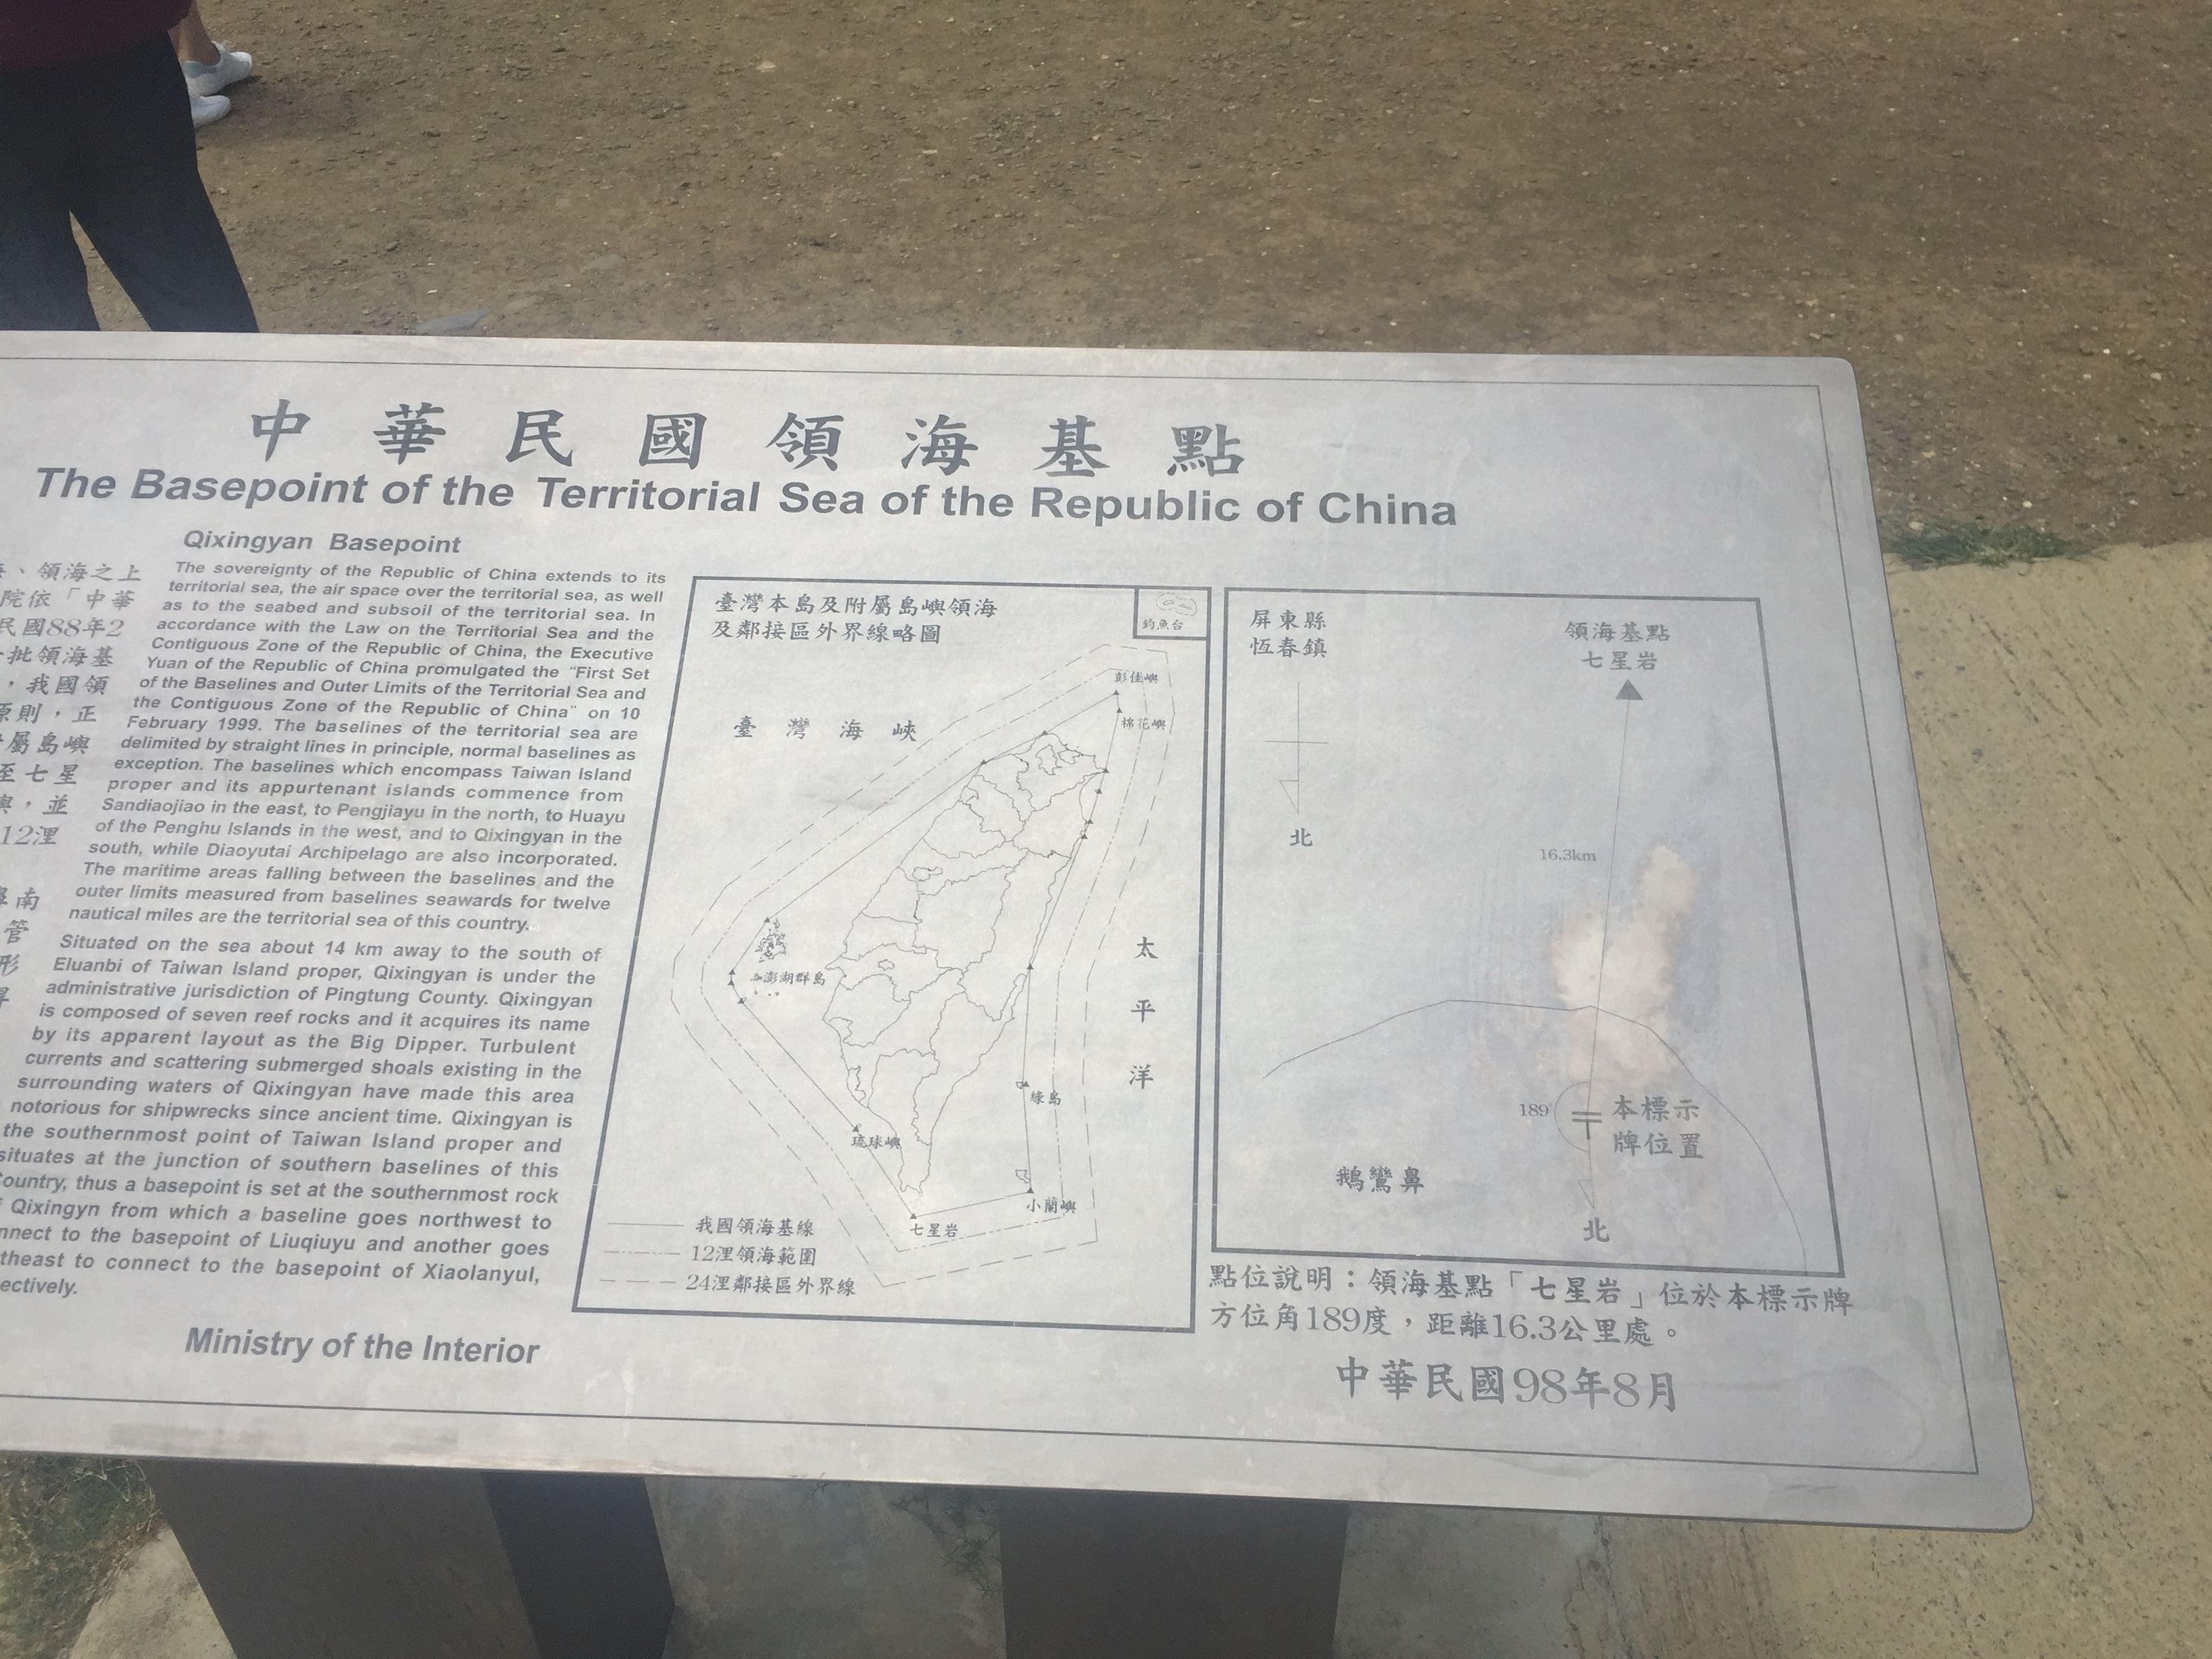 中華民國領海基點
The Basepoint of the Territorial Sea of the Republic of China
、領海之上
院依「中華
民國88年2
批領海基
，我國領
原則，正
屬島嶼
至七星
嶼，並
12浬
南
管
形
Qixingyan Basepoint
The sovereignty of the Republic of China extends to its
territorial sea, the air space over the territorial sea, as well
as to the seabed and subsoil of the territorial sea. In
accordance with the Law on the Territorial Sea and the
Contiguous Zone of the Republic of China, the Executive
Yuan of the Republic of China promulgated the "First Set
of the Baselines and Outer Limits of the Territorial Sea and
the Contiguous Zone of the Republic of China" on 10
February 1999. The baselines of the territorial sea are
delimited by straight lines in principle, normal baselines as
exception. The baselines which encompass Taiwan Island
proper and its appurtenant islands commence from
Sandiaojiao in the east, to Pengjiayu in the north, to Huayu
of the Penghu Islands in the west, and to Qixingyan in the
south, while Diaoyutai Archipelago are also incorporated.
The maritime areas falling between the baselines and the
outer limits measured from baselines seawards for twelve
nautical miles are the territorial sea of this country.
Situated on the sea about 14 km away to the south of
Eluanbi of Taiwan Island proper, Qixingyan is under the
administrative jurisdiction of Pingtung County. Qixingyan
is composed of seven reef rocks and it acquires its name
by its apparent layout as the Big Dipper. Turbulent
currents and scattering submerged shoals existing in the
surrounding waters of Qixingyan have made this area
notorious for shipwrecks since ancient time. Qixingyan is
the southernmost point of Taiwan Island proper and
situates at the junction of southern baselines of this
ountry, thus a basepoint is set at the southernmost rock
Qixingyn from which a baseline goes northwest to
nnect to the basepoint of Liuqiuyu and another goes
theast to connect to the basepoint of Xiaolanyul,
ectively.
Ministry of the Interior
臺灣本島及附屬島嶼領海
及鄰接區外界線略圖
釣魚台
彭佳嶼
棉花嶼
臺灣海峽
太平洋
澎湖群島
綠島
琉球嶼
小蘭嶼
七星岩
我國領海基線
12浬領海範圍
24浬鄰接區外界線
屏東縣
恆春鎮
北
領海基點
七星岩
16.3km
189°
本標示
牌位置
鵝鑾鼻
北
點位說明：領海基點「七星岩」位於本標示牌
方位角189度，距離16.3公里處。
中華民國98年8月